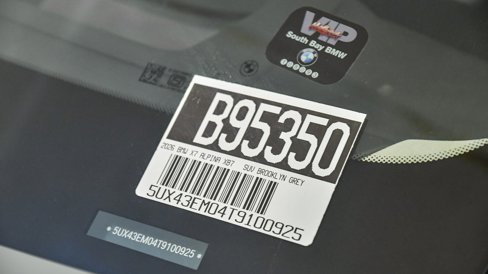 VIP
South Bay BMW
B95350
2026 BMW X7 ALPINA XB7 SUV BROOKLYN GREY
5UX43EM04T9100925
5UX43EM04T9100925